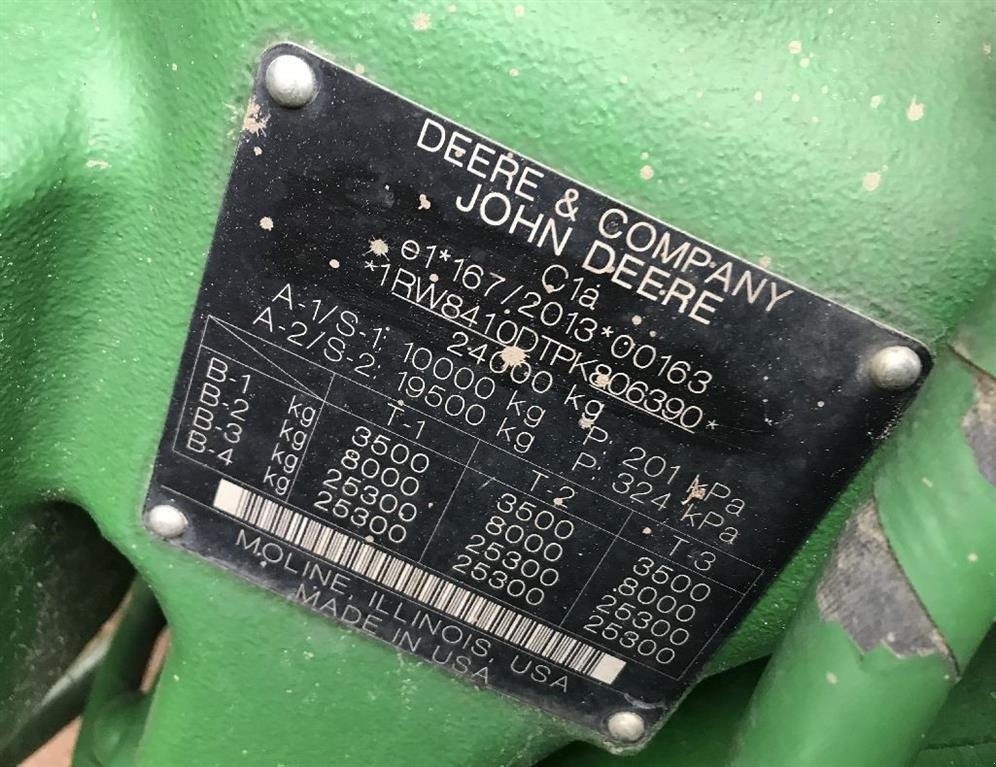 DEERE & COMPANY
JOHN DEERE
C1a
e1*167/2013*00163
*1RW8410DTPK806390*
24000 kg
A-1/S-1: 10000 kg P: 201 kPa
A-2/S-2: 19500 kg P: 324 kPa
T-1 T-2 T-3
B-1 kg 3500 3500 3500
B-2 kg 8000 8000 8000
B-3 kg 25300 25300 25300
B-4 kg 25300 25300 25300
MOLINE, ILLINOIS, USA
MADE IN USA